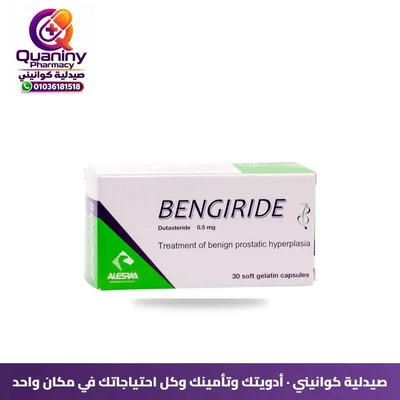 Quaniny
Pharmacy
صيدلية كوانيني
01036181518
BENGIRIDE
Dutasteride 0.5 mg
Treatment of benign prostatic hyperplasia
30 soft gelatin capsules
ALESRAA
صيدلية كوانيني - أدويتك وتأمينك وكل احتياجاتك في مكان واحد